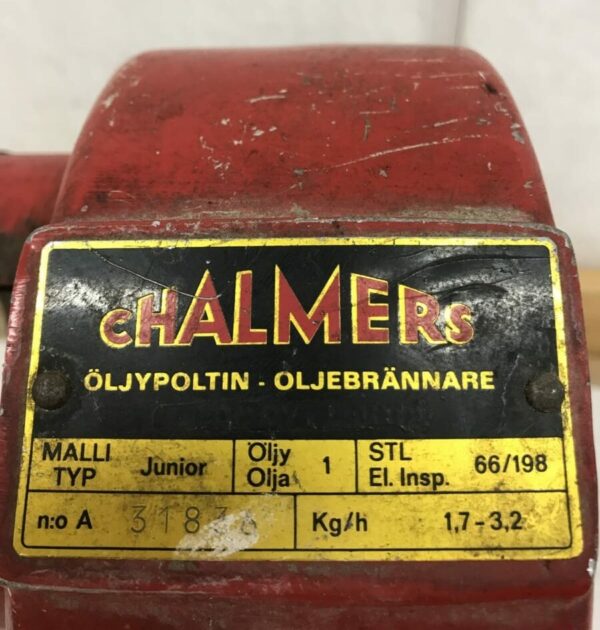 CHALMERS
ÖLJYPOLTIN - OLJEBRÄNNARE
MALLI TYP Junior Öljy Olja 1 STL El. Insp. 66/198
n:o A Kg/h 1,7-3,2